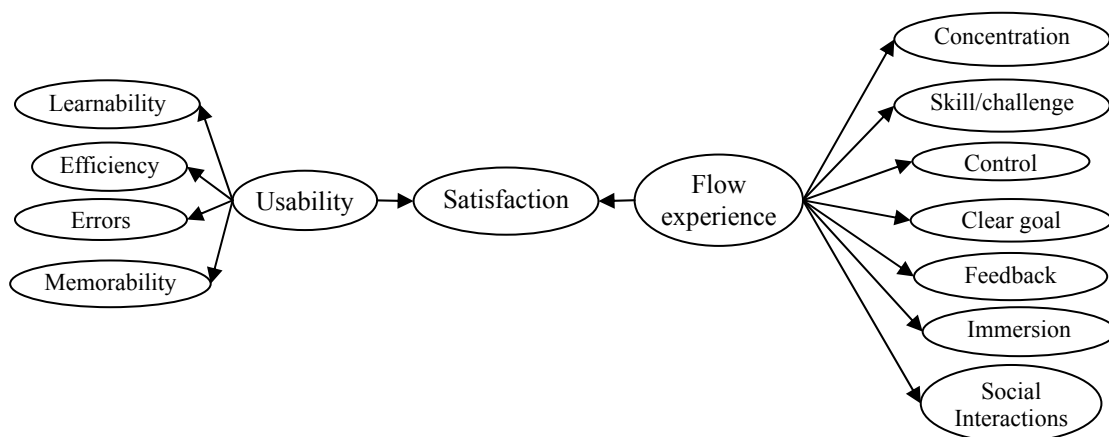 Learnability
Efficiency
Errors
Memorability
Usability
Satisfaction
Flow
experience
Concentration
Skill/challenge
Control
Clear goal
Feedback
Immersion
Social
Interactions